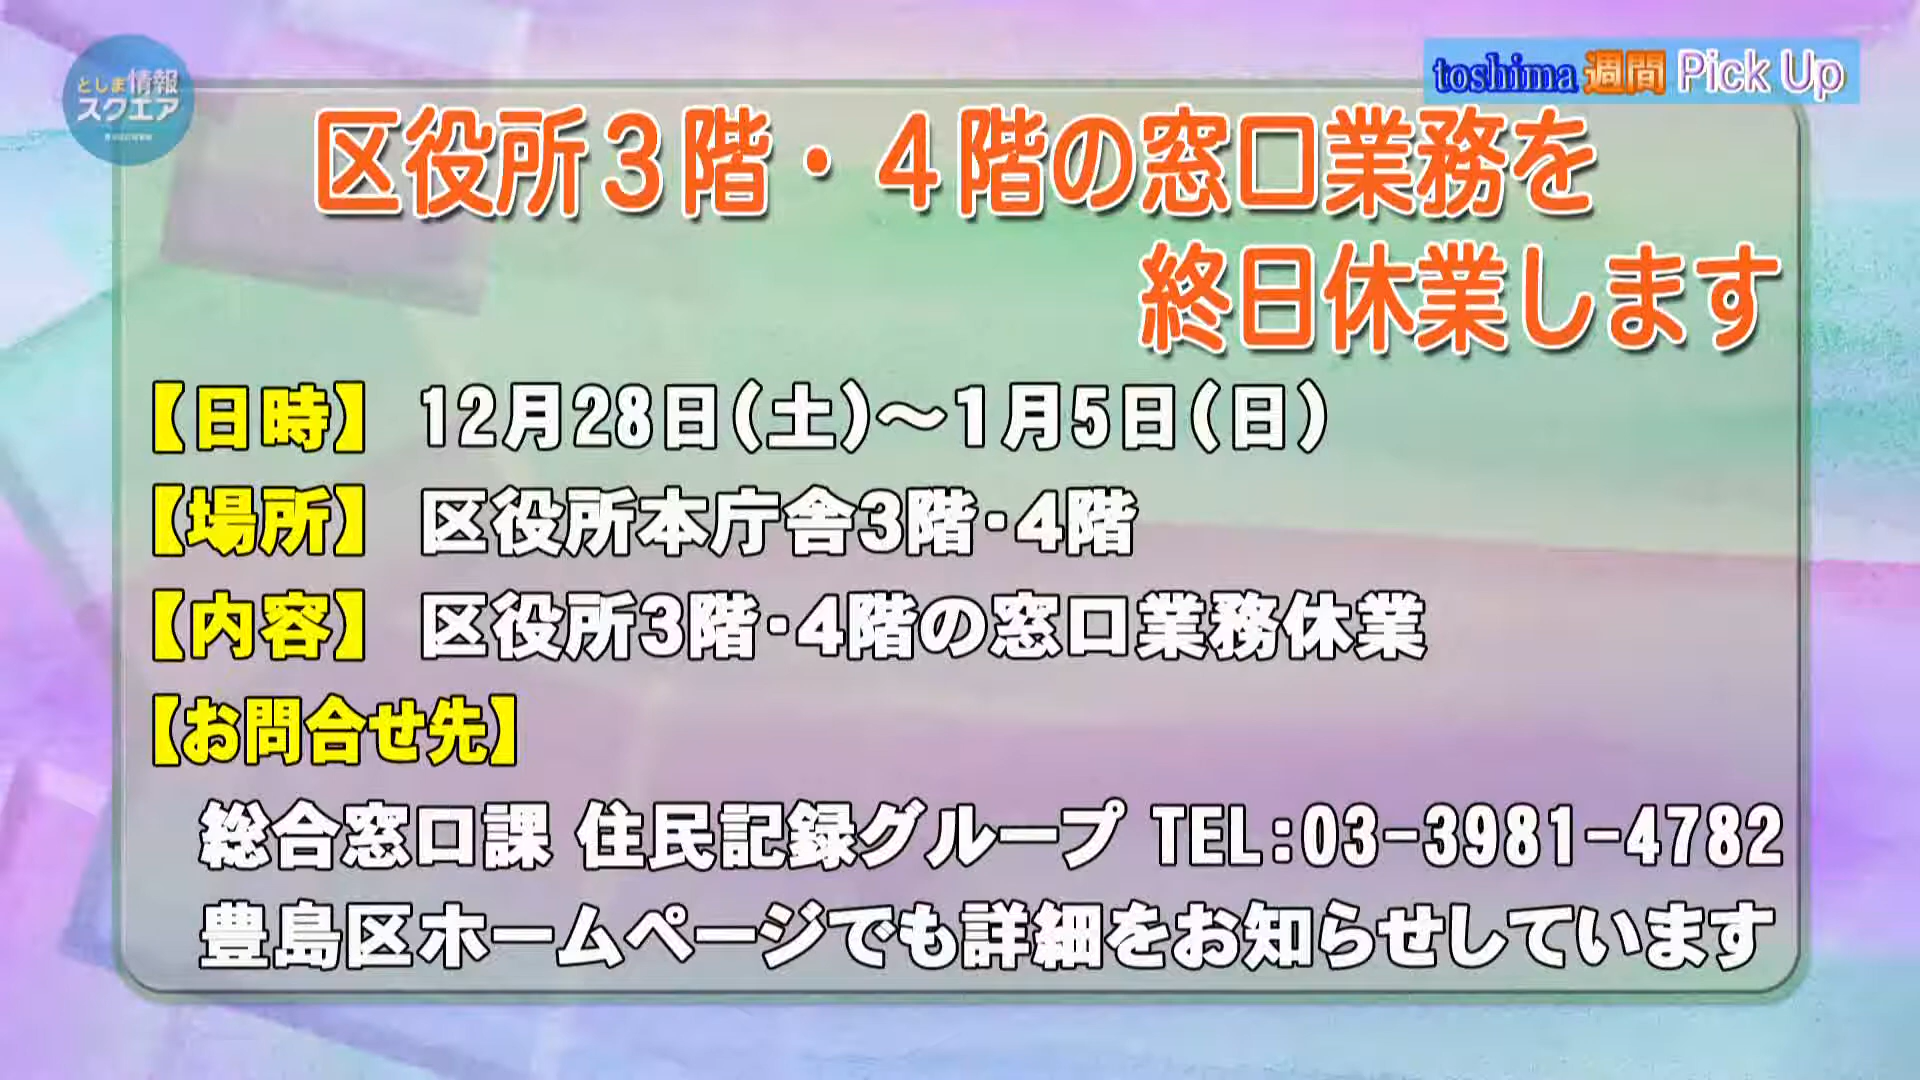 としま情報
スクエア
toshima 週間 Pick Up
区役所３階・４階の窓口業務を
終日休業します
【日時】 12月28日(土)～1月5日(日)
【場所】 区役所本庁舎3階・4階
【内容】 区役所3階・4階の窓口業務休業
【お問合せ先】
総合窓口課 住民記録グループ TEL:03-3981-4782
豊島区ホームページでも詳細をお知らせしています